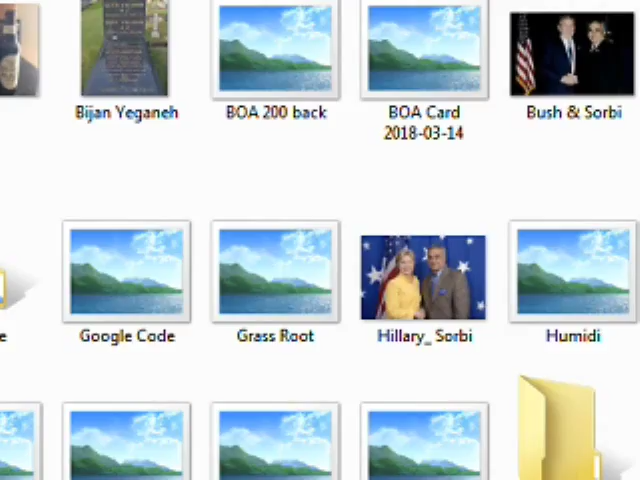 Bijan Yeganeh
BOA 200 back
BOA Card
2018-03-14
Bush & Sorbi
e
Google Code
Grass Root
Hillary_ Sorbi
Humidi